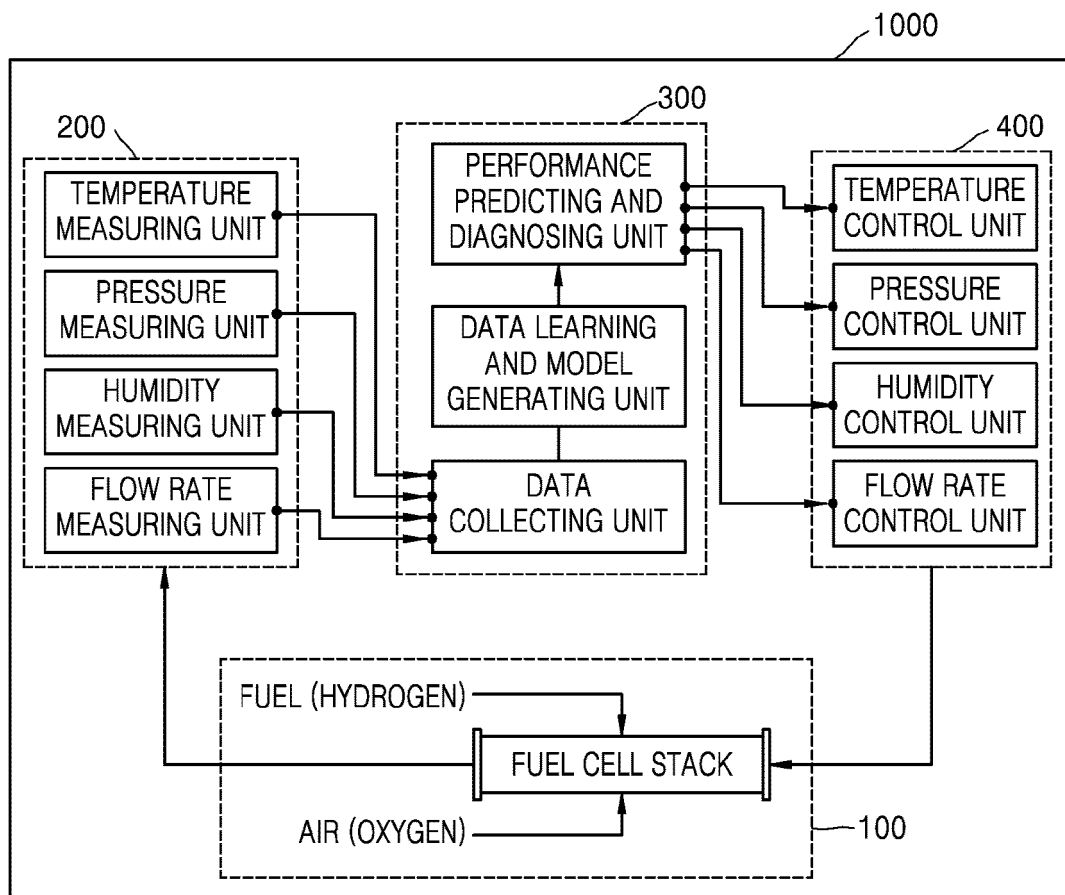 1000
200
300
400
TEMPERATURE
MEASURING UNIT
PRESSURE
MEASURING UNIT
HUMIDITY
MEASURING UNIT
FLOW RATE
MEASURING UNIT
PERFORMANCE
PREDICTING AND
DIAGNOSING UNIT
DATA LEARNING
AND MODEL
GENERATING UNIT
DATA
COLLECTING UNIT
TEMPERATURE
CONTROL UNIT
PRESSURE
CONTROL UNIT
HUMIDITY
CONTROL UNIT
FLOW RATE
CONTROL UNIT
FUEL (HYDROGEN)
FUEL CELL STACK
AIR (OXYGEN)
100